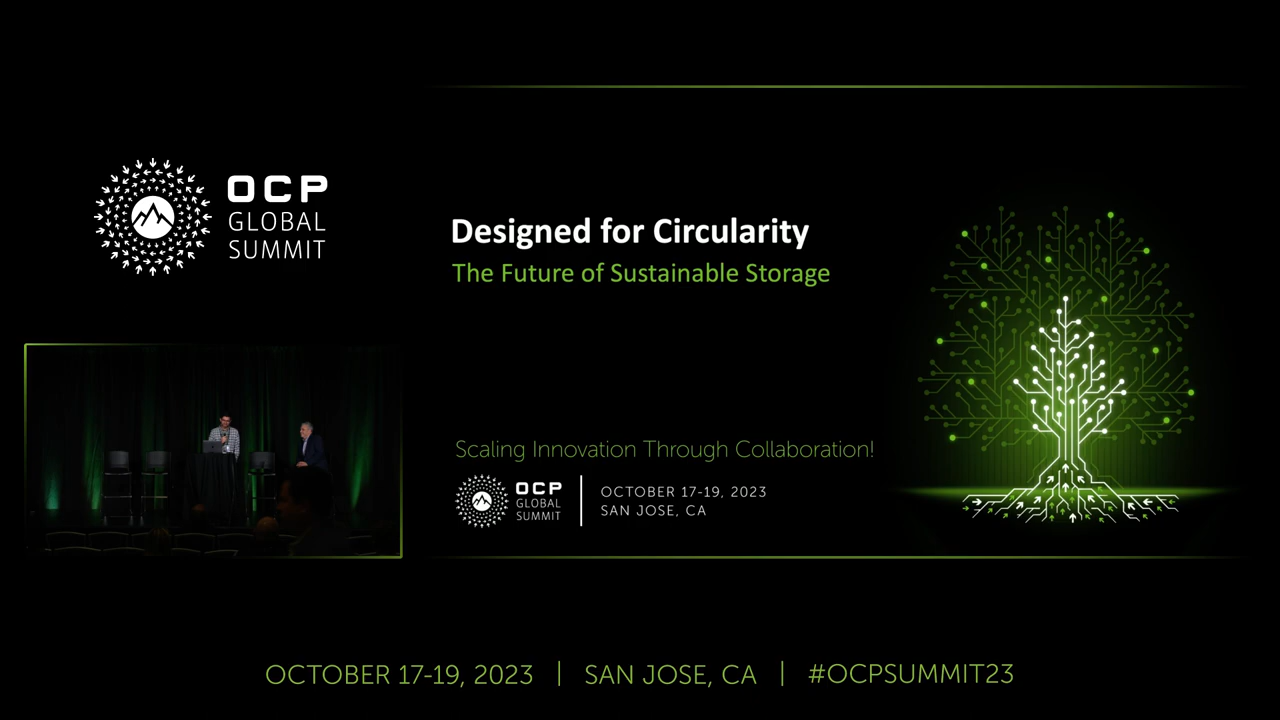 OCP
GLOBAL
SUMMIT
Designed for Circularity
The Future of Sustainable Storage
Scaling Innovation Through Collaboration!
OCP
GLOBAL
SUMMIT
OCTOBER 17-19, 2023
SAN JOSE, CA
OCTOBER 17-19, 2023 | SAN JOSE, CA | #OCPSUMMIT23